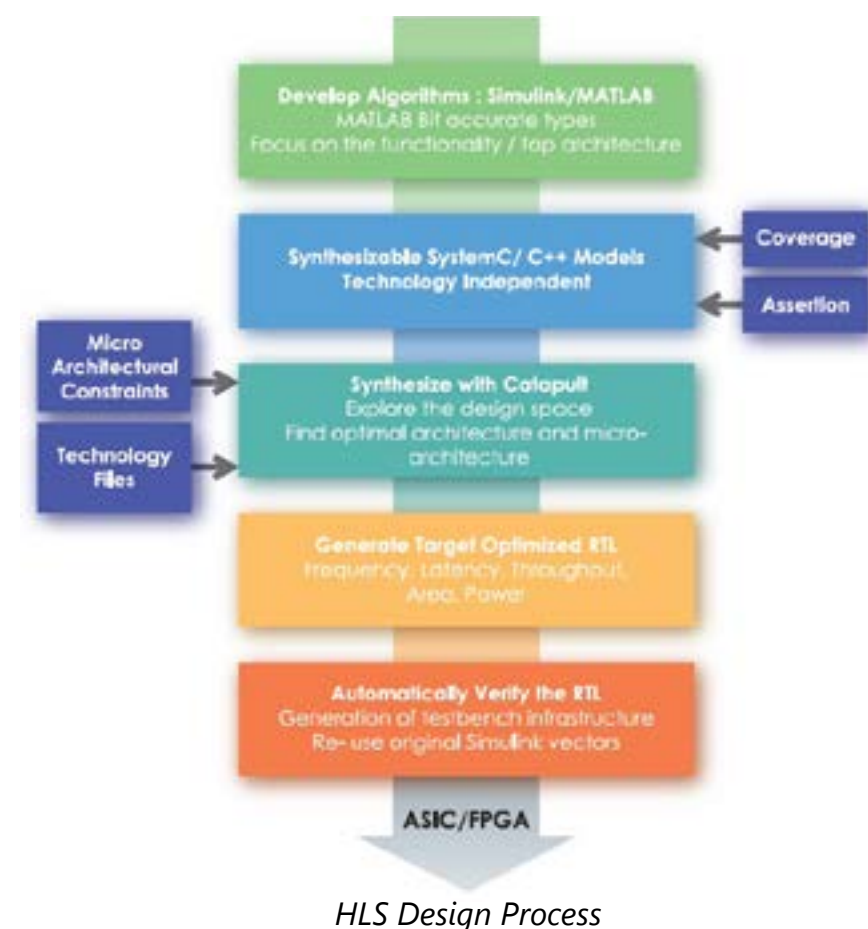 Develop Algorithms : Simulink/MATLAB
MATLAB Bit accurate types
Focus on the functionality / top architecture
Synthesizable SystemC/ C++ Models
Technology Independent
Coverage
Assertion
Micro
Architectural
Constraints
Technology
Files
Synthesize with Catapult
Explore the design space
Find optimal architecture and micro-
architecture
Generate Target Optimized RTL
Frequency, Latency, Throughput,
Area, Power
Automatically Verify the RTL
Generation of testbench infrastructure
Re- use original Simulink vectors
ASIC/FPGA
HLS Design Process